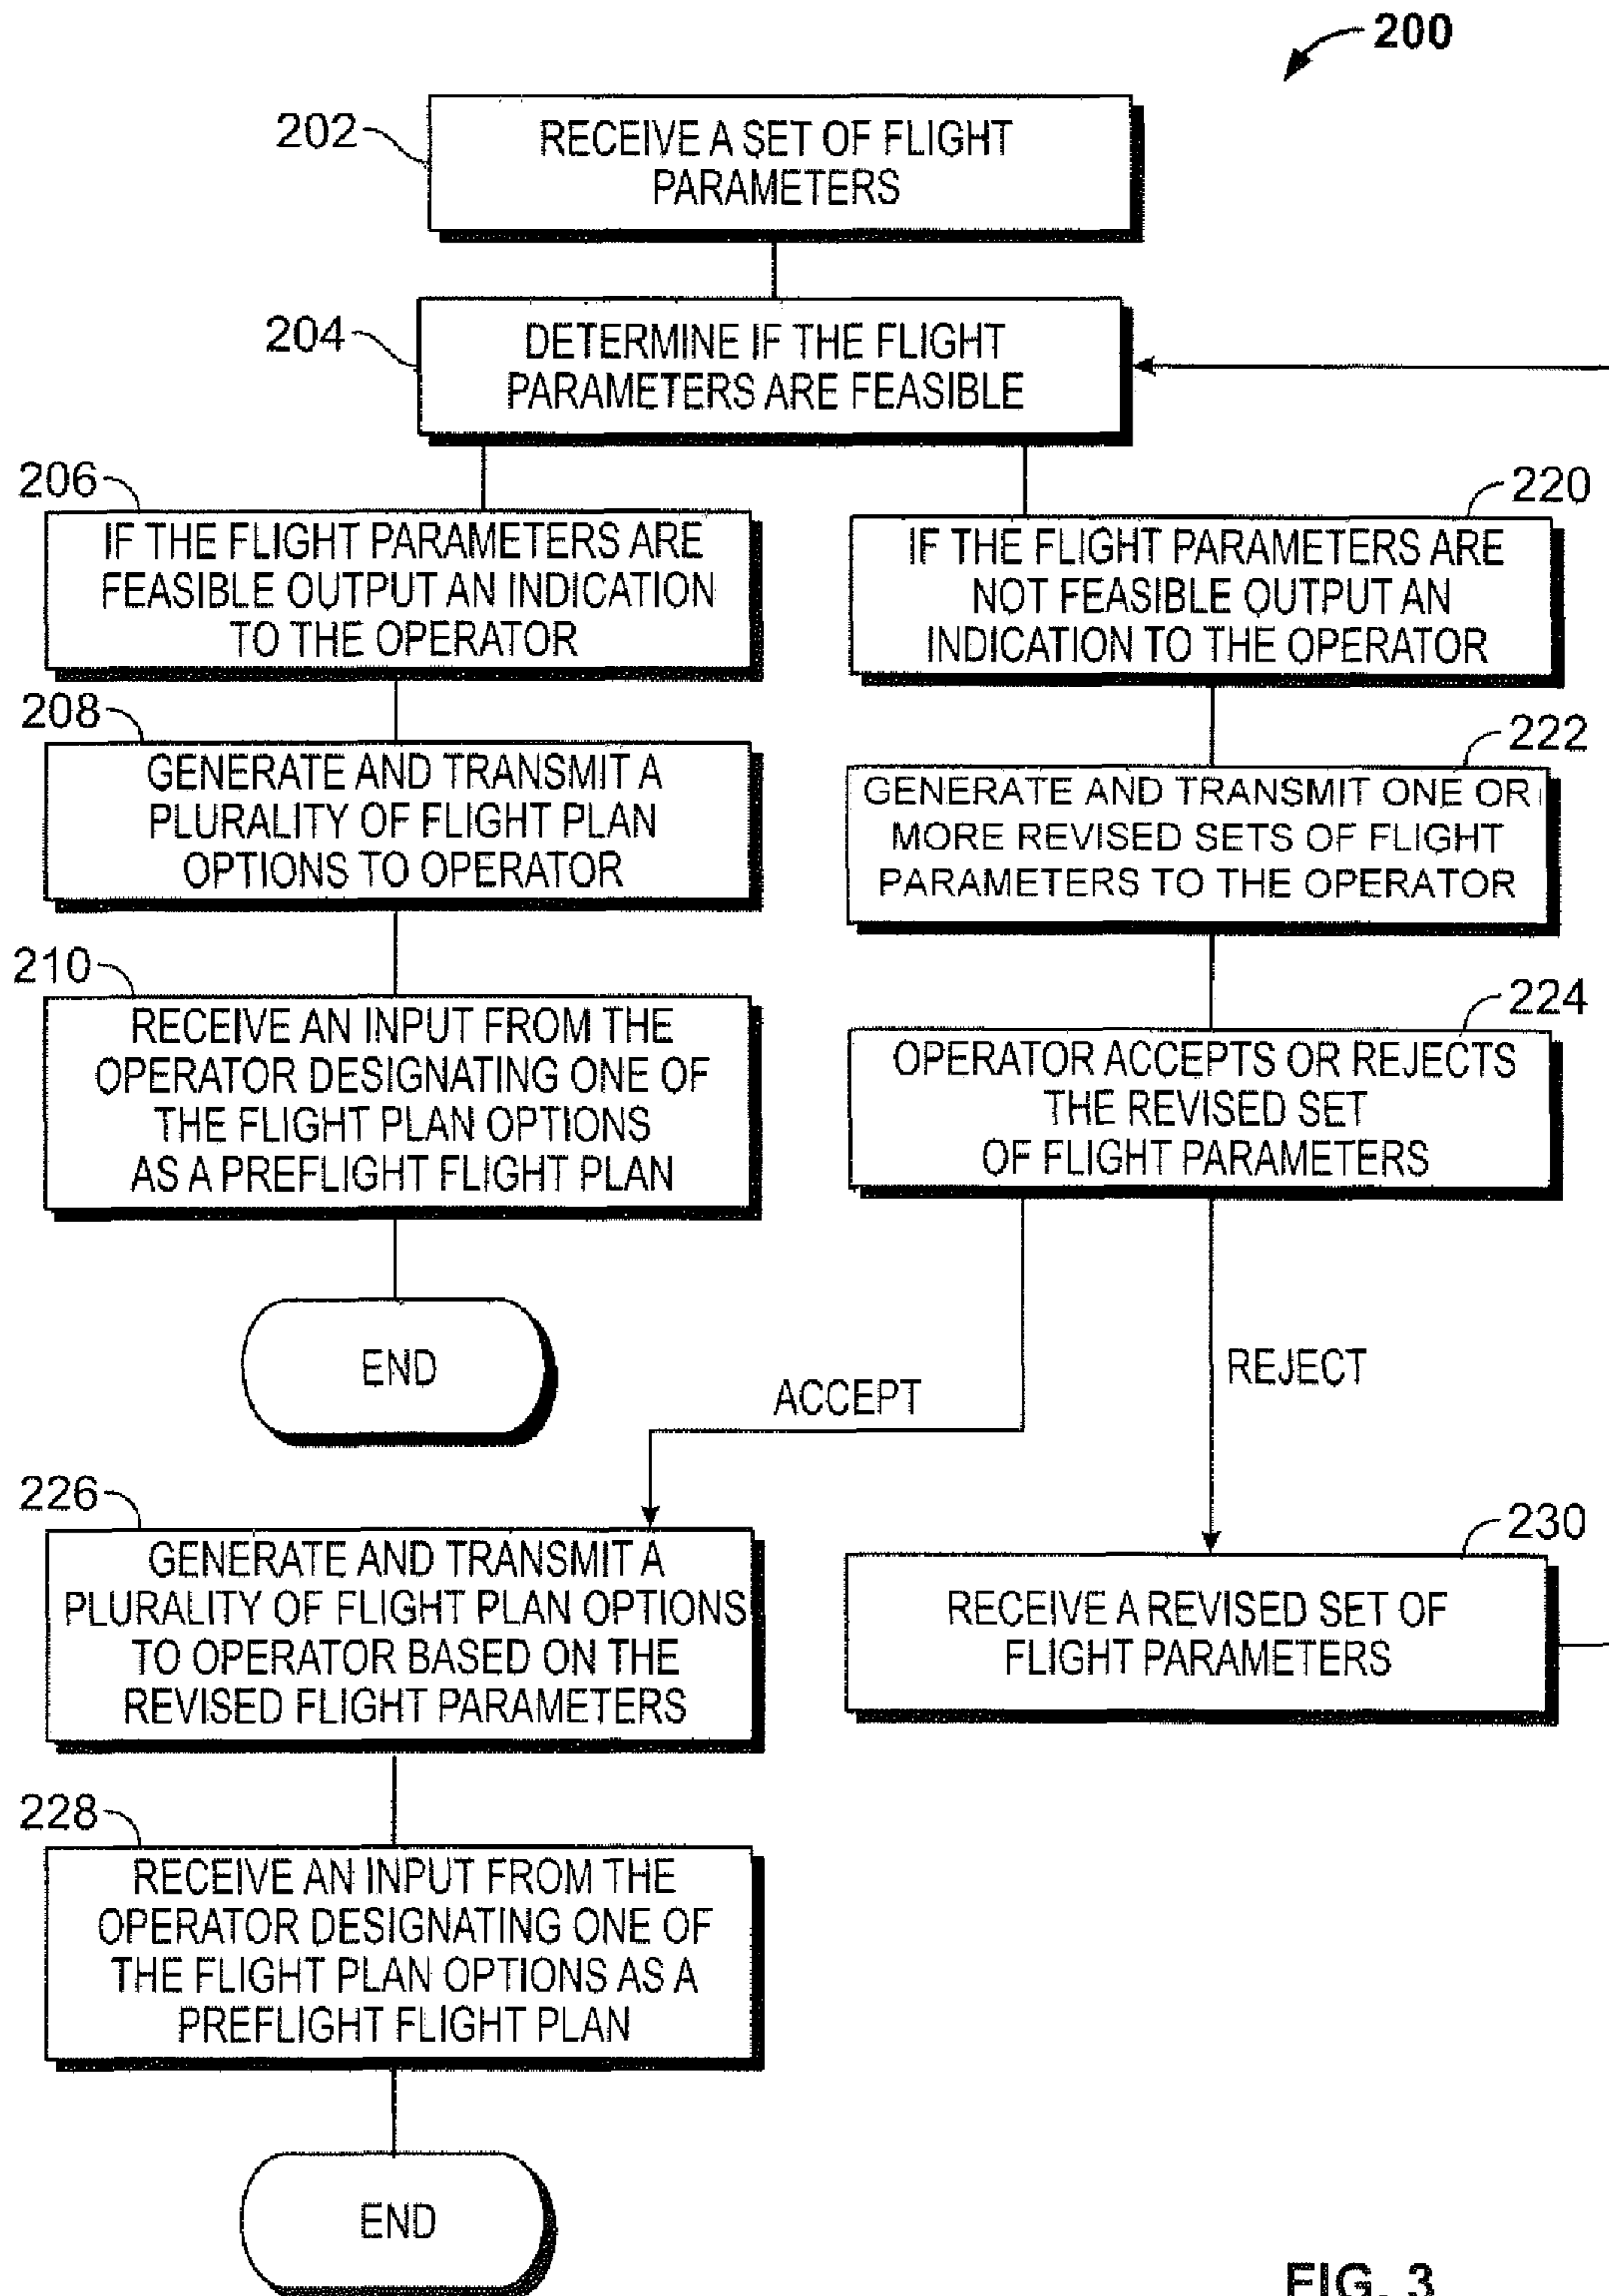 200
202
RECEIVE A SET OF FLIGHT
PARAMETERS
204
DETERMINE IF THE FLIGHT
PARAMETERS ARE FEASIBLE
206
IF THE FLIGHT PARAMETERS ARE
FEASIBLE OUTPUT AN INDICATION
TO THE OPERATOR
220
IF THE FLIGHT PARAMETERS ARE
NOT FEASIBLE OUTPUT AN
INDICATION TO THE OPERATOR
208
GENERATE AND TRANSMIT A
PLURALITY OF FLIGHT PLAN
OPTIONS TO OPERATOR
222
GENERATE AND TRANSMIT ONE OR
MORE REVISED SETS OF FLIGHT
PARAMETERS TO THE OPERATOR
210
RECEIVE AN INPUT FROM THE
OPERATOR DESIGNATING ONE OF
THE FLIGHT PLAN OPTIONS
AS A PREFLIGHT FLIGHT PLAN
224
OPERATOR ACCEPTS OR REJECTS
THE REVISED SET
OF FLIGHT PARAMETERS
END
ACCEPT
REJECT
226
GENERATE AND TRANSMIT A
PLURALITY OF FLIGHT PLAN OPTIONS
TO OPERATOR BASED ON THE
REVISED FLIGHT PARAMETERS
230
RECEIVE A REVISED SET OF
FLIGHT PARAMETERS
228
RECEIVE AN INPUT FROM THE
OPERATOR DESIGNATING ONE OF
THE FLIGHT PLAN OPTIONS AS A
PREFLIGHT FLIGHT PLAN
END
FIG. 3